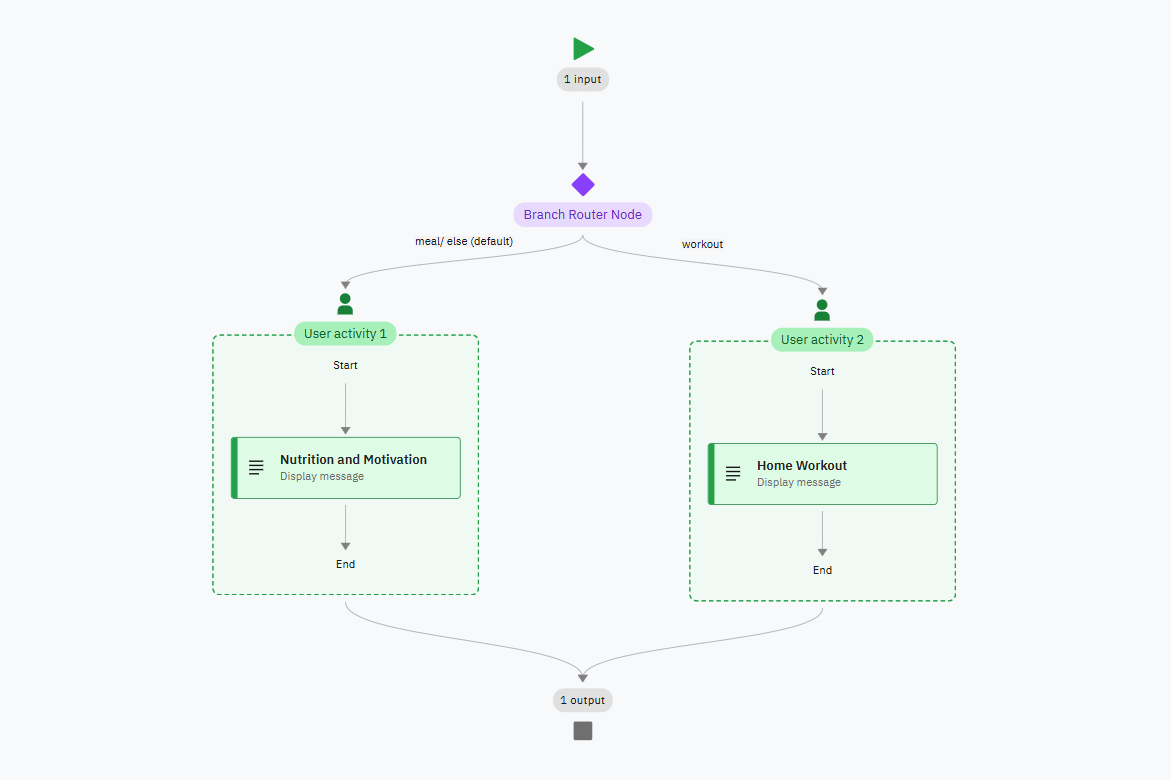 1 input
Branch Router Node
meal/ else (default)
workout
User activity 1
Start
Nutrition and Motivation
Display message
End
User activity 2
Start
Home Workout
Display message
End
1 output